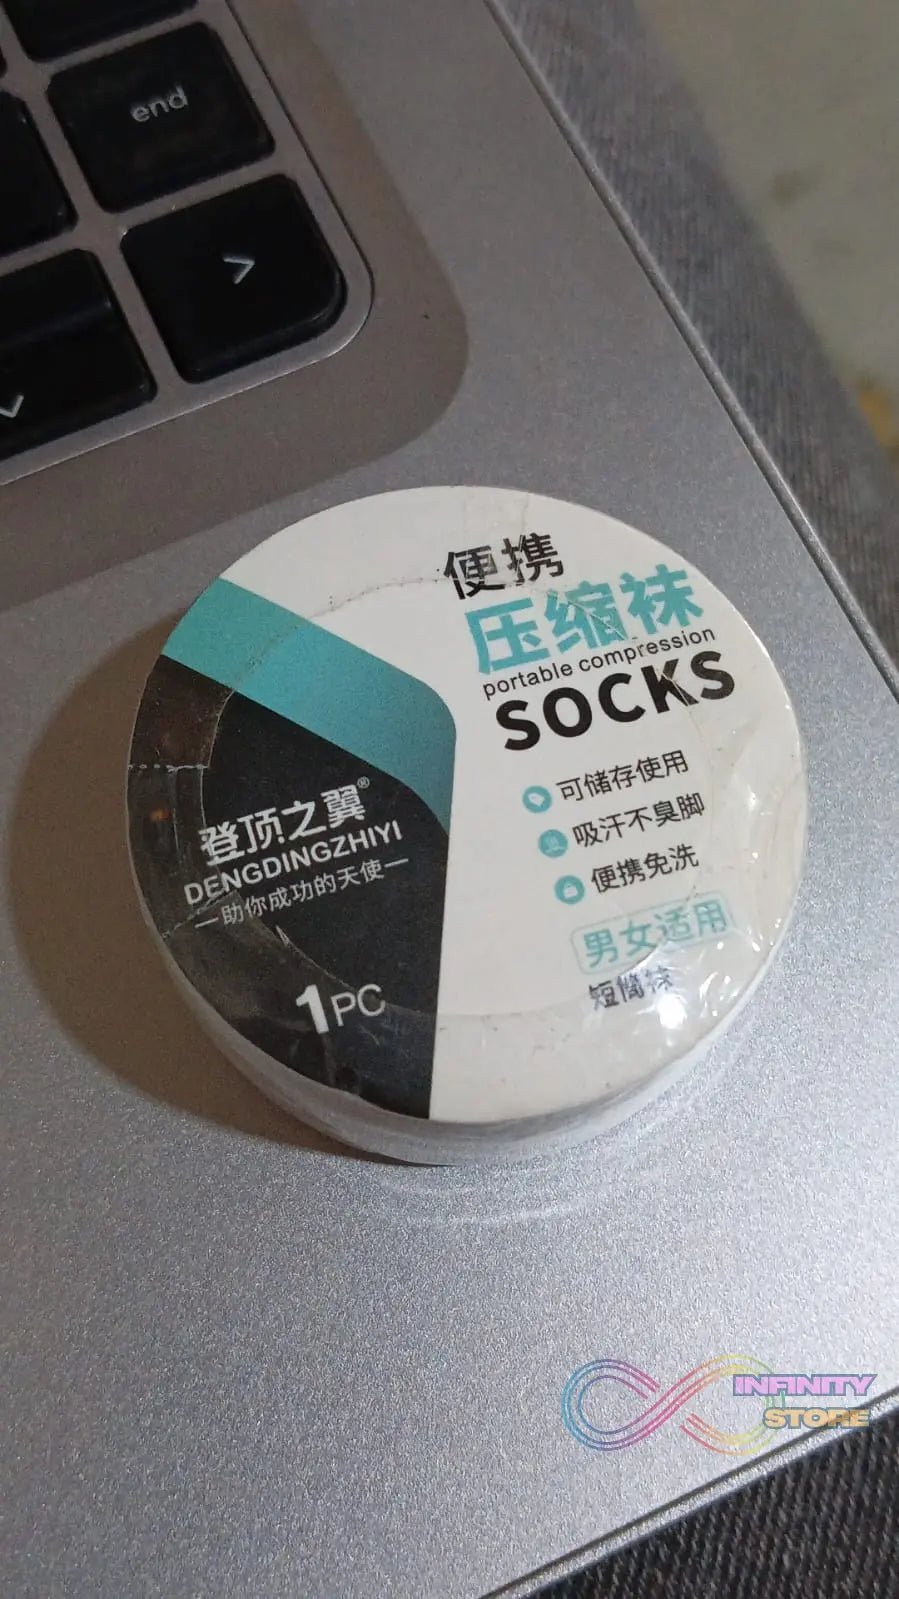 end
>
便携
压缩袜
portable compression
SOCKS
可储存使用
吸汗不臭脚
便携免洗
男女适用
短筒袜
登顶之翼®
DENGDINGZHIYI
—助你成功的天使—
1PC
INFINITY
STORE